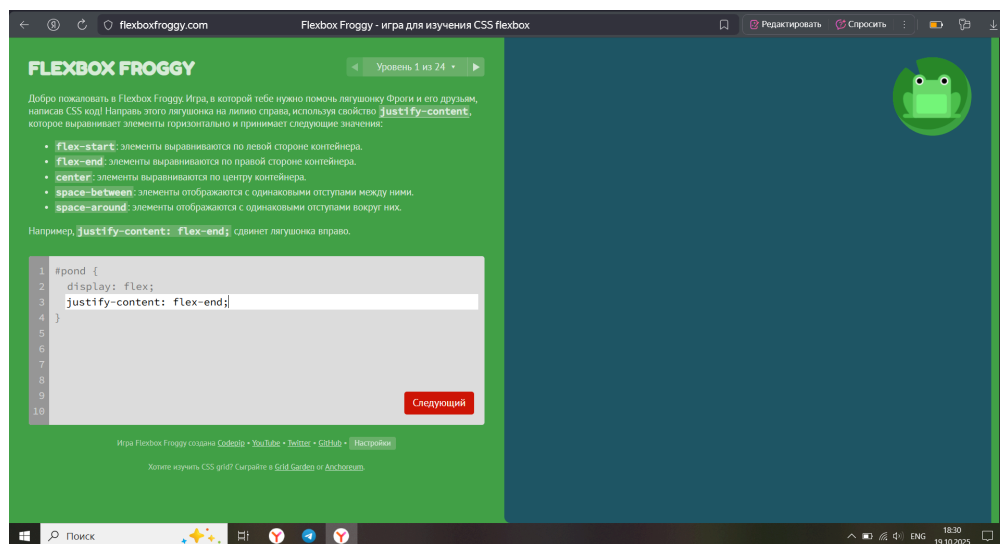 flexboxfroggy.com
Flexbox Froggy - игра для изучения CSS flexbox
Редактировать
Спросить
FLEXBOX FROGGY
Уровень 1 из 24
Добро пожаловать в Flexbox Froggy. Игра, в которой тебе нужно помочь лягушонку Фроги и его друзьям,
написав CSS код! Направь этого лягушонка на лилию справа, используя свойство justify-content,
которое выравнивает элементы горизонтально и принимает следующие значения:
• flex-start: элементы выравниваются по левой стороне контейнера.
• flex-end: элементы выравниваются по правой стороне контейнера.
• center: элементы выравниваются по центру контейнера.
• space-between: элементы отображаются с одинаковыми отступами между ними.
• space-around: элементы отображаются с одинаковыми отступами вокруг них.
Например, justify-content: flex-end; сдвинет лягушонка вправо.
1 #pond {
2 display: flex;
3 justify-content: flex-end;
4 }
5
6
7
8
9
10
Следующий
Игра Flexbox Froggy создана Codepip • YouTube • Twitter • GitHub • Настройки
Хотите изучить CSS grid? Сыграйте в Grid Garden or Anchoreum.
Поиск
ENG
18:30
19.10.2025